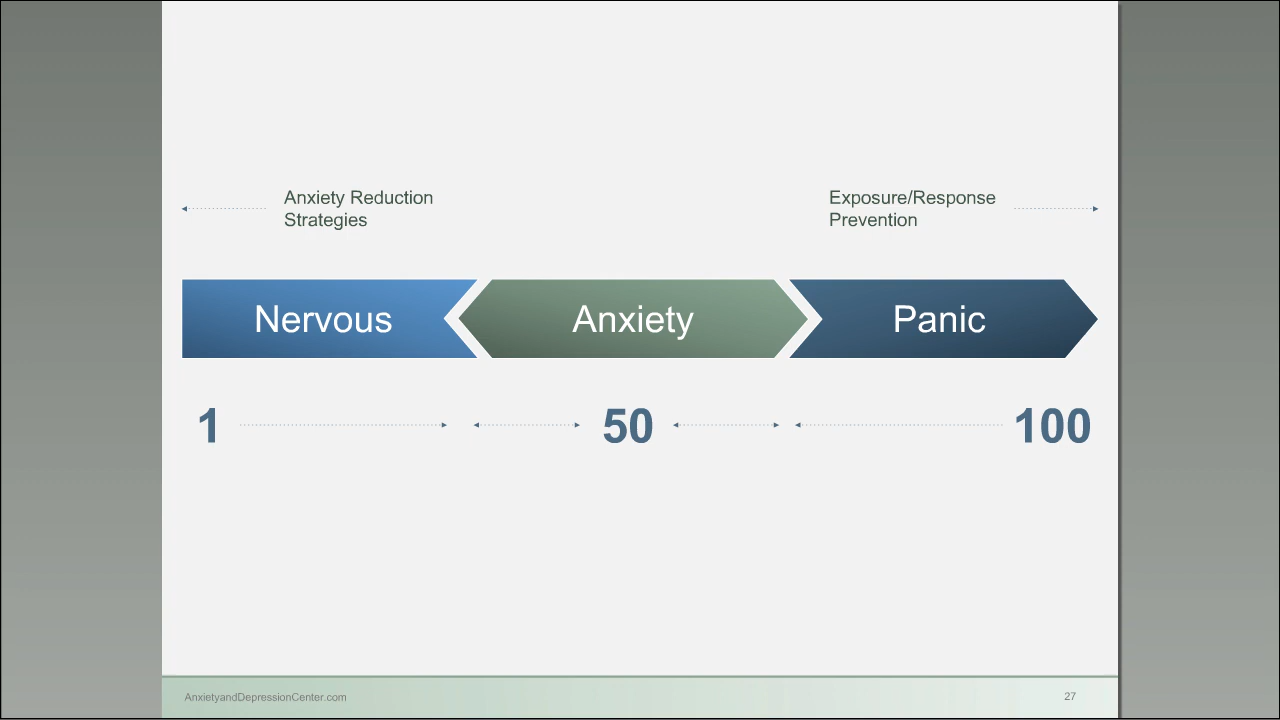 Anxiety Reduction
Strategies
Exposure/Response
Prevention
Nervous
Anxiety
Panic
1
50
100
AnxietyandDepressionCenter.com
27